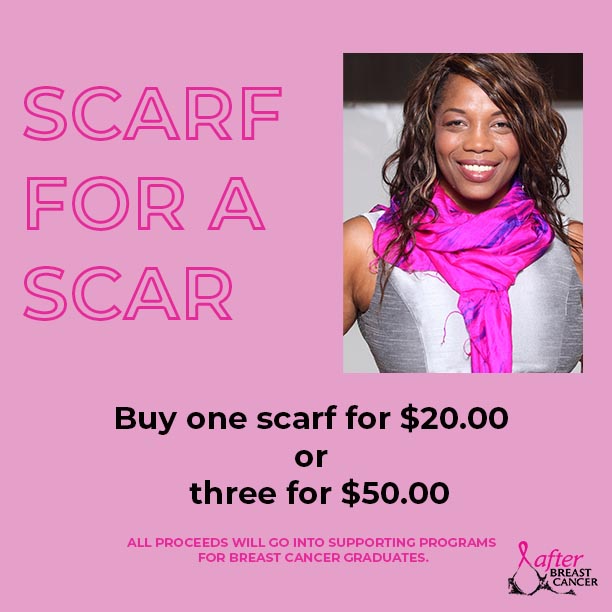 SCARF
FOR A
SCAR
Buy one scarf for $20.00
or
three for $50.00
ALL PROCEEDS WILL GO INTO SUPPORTING PROGRAMS
FOR BREAST CANCER GRADUATES.
after
BREAST
CANCER